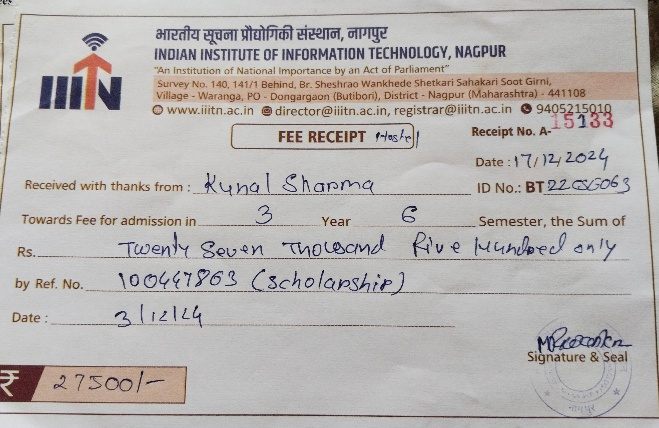 भारतीय सूचना प्रौद्योगिकी संस्थान, नागपुर
IIITN
INDIAN INSTITUTE OF INFORMATION TECHNOLOGY, NAGPUR
"An Institution of National Importance by an Act of Parliament"
Survey No. 140, 141/1 Behind, Br. Sheshrao Wankhede Shetkari Sahakari Soot Girni,
Village - Waranga, PO - Dongargaon (Butibori), District - Nagpur (Maharashtra) - 441108
www.iiitn.ac.in director@iiitn.ac.in, registrar@iiitn.ac.in 9405215010
FEE RECEIPT Hostel Receipt No. A-15133
Date : 17/12/2024
Received with thanks from : Kunal Sharma ID No.: BT 22CSG063
Towards Fee for admission in 3 Year 6 Semester, the Sum of
Rs. Twenty Seven Thousand Five Hundred only
by Ref. No. 100447863 (Scholarship)
Date : 3/12/24
Signature & Seal
₹ 27500/-
नागपुर